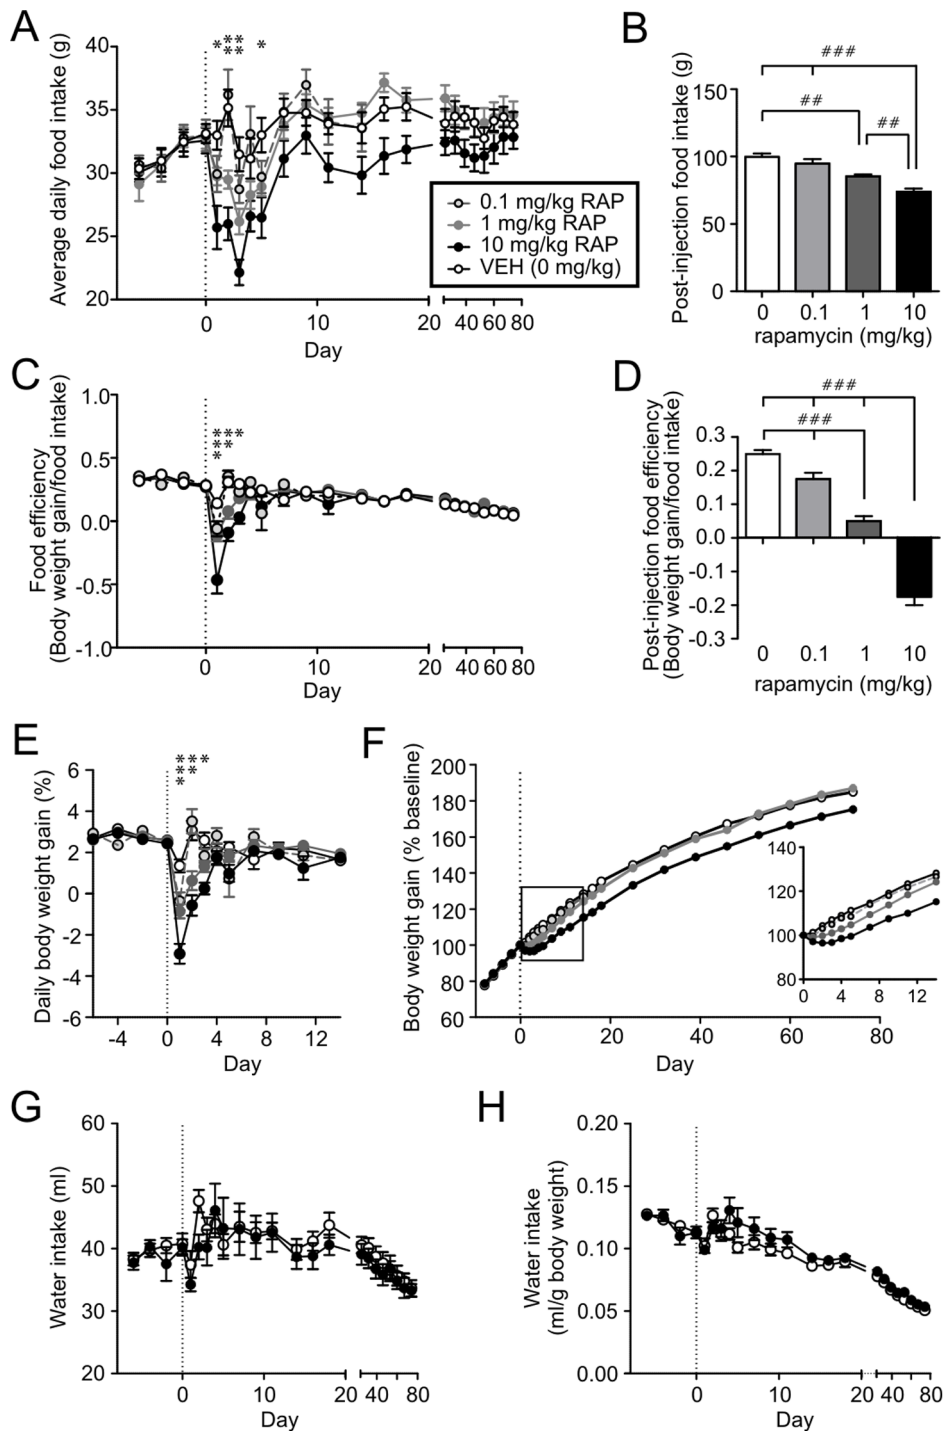 A
Average daily food intake (g)
40
35
30
25
20
*
**
**
*
0.1 mg/kg RAP
1 mg/kg RAP
10 mg/kg RAP
VEH (0 mg/kg)
0 10 20 40 60 80
Day
B
Post-injection food intake (g)
150
100
50
0
###
##
##
0 0.1 1 10
rapamycin (mg/kg)
C
Food efficiency
(Body weight gain/food intake)
1.0
0.5
0.0
-0.5
-1.0
***
***
*
0 10 20 40 60 80
Day
D
Post-injection food efficiency
(Body weight gain/food intake)
0.3
0.2
0.1
0.0
-0.1
-0.2
-0.3
###
###
0 0.1 1 10
rapamycin (mg/kg)
E
Daily body weight gain (%)
6
4
2
0
-2
-4
-6
***
**
*
-4 0 4 8 12
Day
F
Body weight gain (% baseline)
200
180
160
140
120
100
80
60
0 20 40 60 80
Day
140
120
100
80
0 4 8 12
G
Water intake (ml)
60
50
40
30
20
0 10 20 40 60 80
Day
H
Water intake
(ml/g body weight)
0.20
0.15
0.10
0.05
0.00
0 10 20 40 60 80
Day